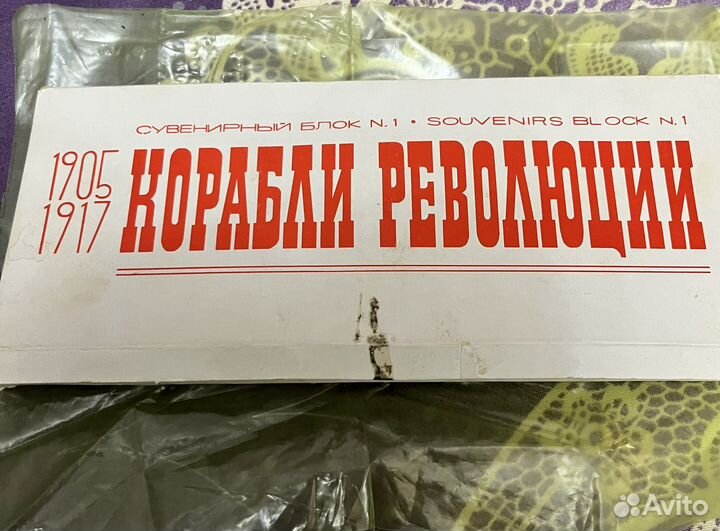 СУВЕНИРНЫЙ БЛОК N.1 • SOUVENIRS BLOCK N.1
1905
1917
КОРАБЛИ РЕВОЛЮЦИИ
Avito